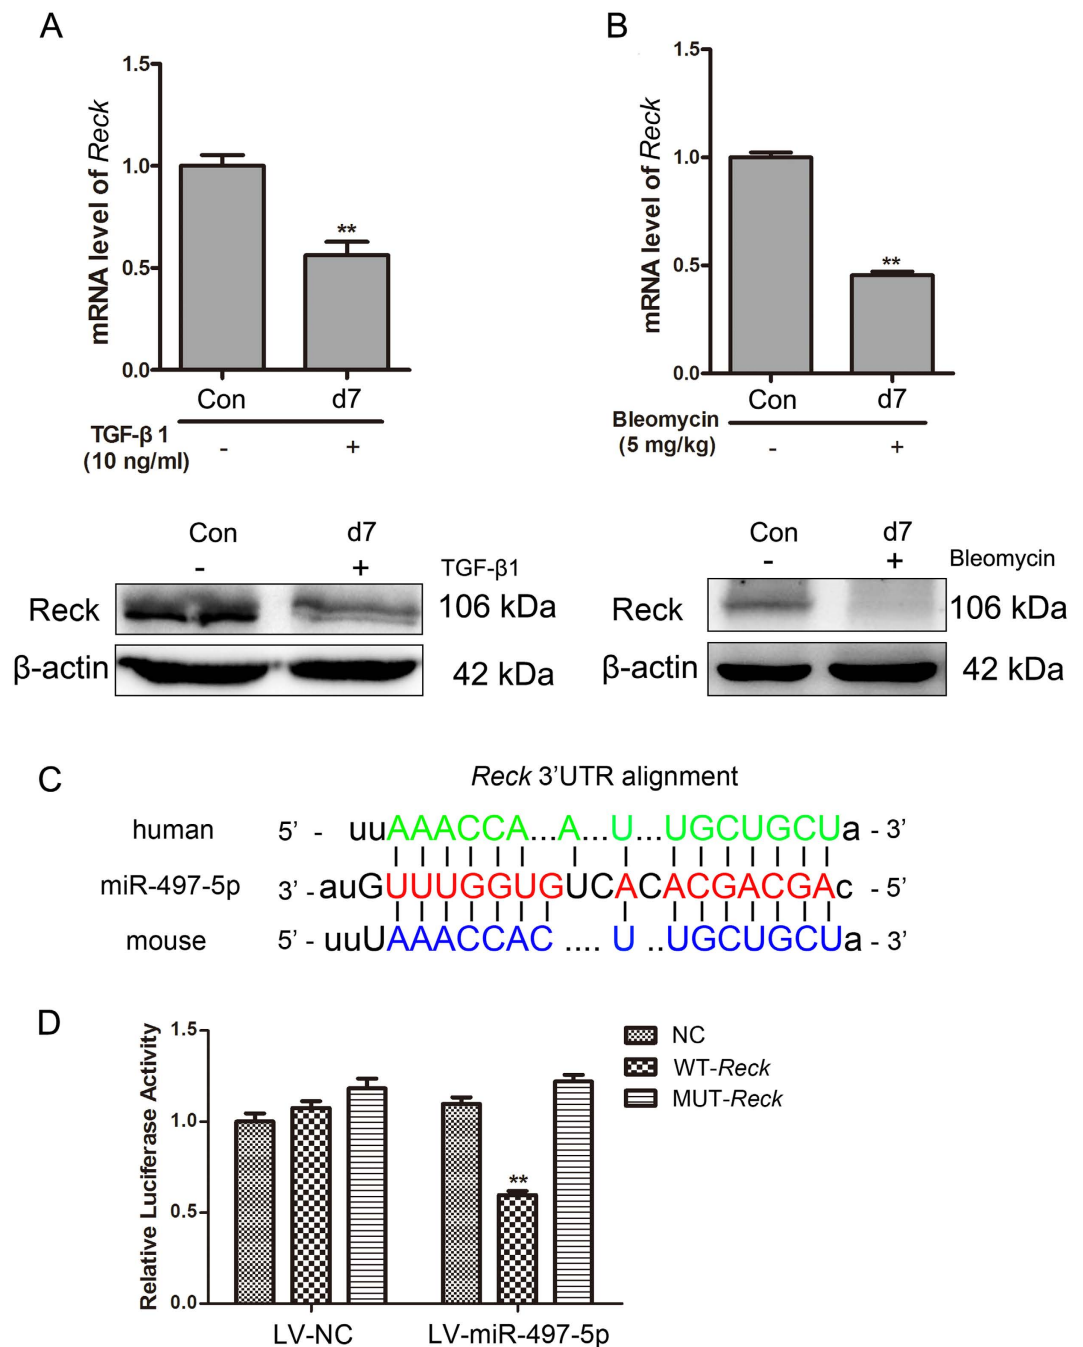 A
1.5
1.0
0.5
0.0
mRNA level of Reck
**
Con d7
TGF-β 1
(10 ng/ml) - +
B
1.5
1.0
0.5
0.0
mRNA level of Reck
**
Con d7
Bleomycin
(5 mg/kg) - +
Con d7
- + TGF-β1
Reck 106 kDa
β-actin 42 kDa
Con d7
- + Bleomycin
Reck 106 kDa
β-actin 42 kDa
C
Reck 3’UTR alignment
human 5’ - uuAAACCA...A...U...UGCUGCUa - 3’
miR-497-5p 3’ - auGUUUGGUGUCACACGACGAc - 5’
mouse 5’ - uuUAAACCAC .... U ..UGCUGCUa - 3’
D
1.5
1.0
0.5
0.0
Relative Luciferase Activity
**
NC
WT-Reck
MUT-Reck
LV-NC LV-miR-497-5p